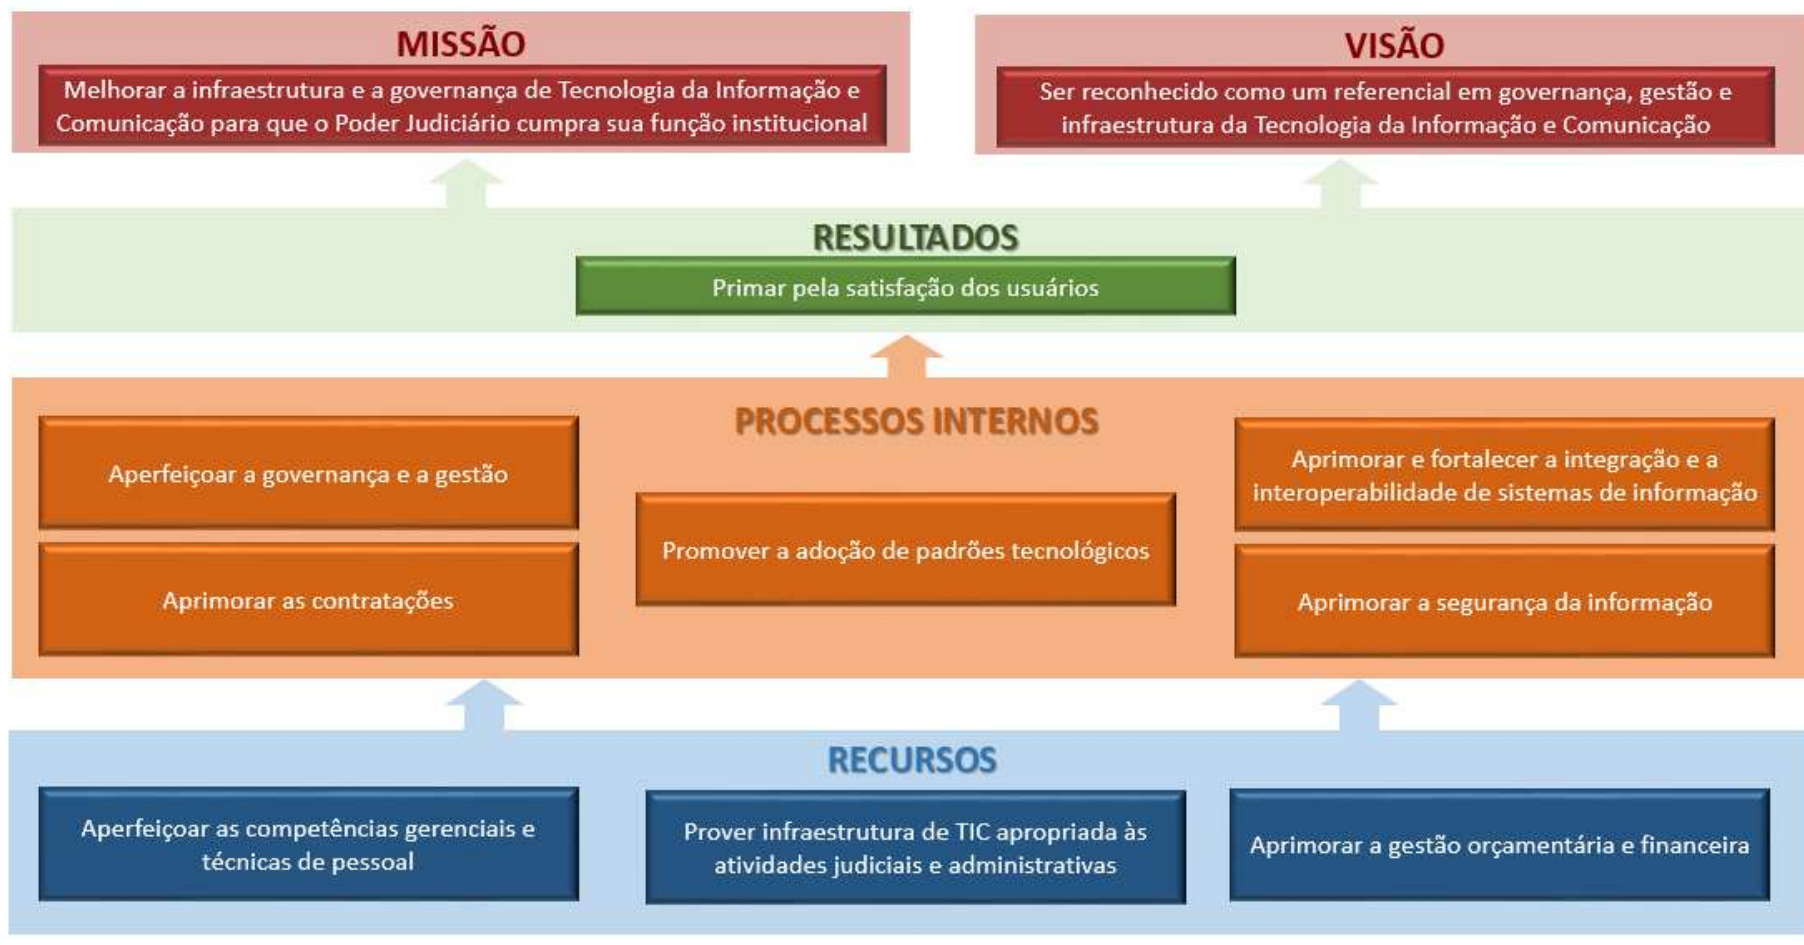 MISSÃO
Melhorar a infraestrutura e a governança de Tecnologia da Informação e
Comunicação para que o Poder Judiciário cumpra sua função institucional
VISÃO
Ser reconhecido como um referencial em governança, gestão e
infraestrutura da Tecnologia da Informação e Comunicação
RESULTADOS
Primar pela satisfação dos usuários
PROCESSOS INTERNOS
Aperfeiçoar a governança e a gestão
Aprimorar as contratações
Promover a adoção de padrões tecnológicos
Aprimorar e fortalecer a integração e a
interoperabilidade de sistemas de informação
Aprimorar a segurança da informação
RECURSOS
Aperfeiçoar as competências gerenciais e
técnicas de pessoal
Prover infraestrutura de TIC apropriada às
atividades judiciais e administrativas
Aprimorar a gestão orçamentária e financeira